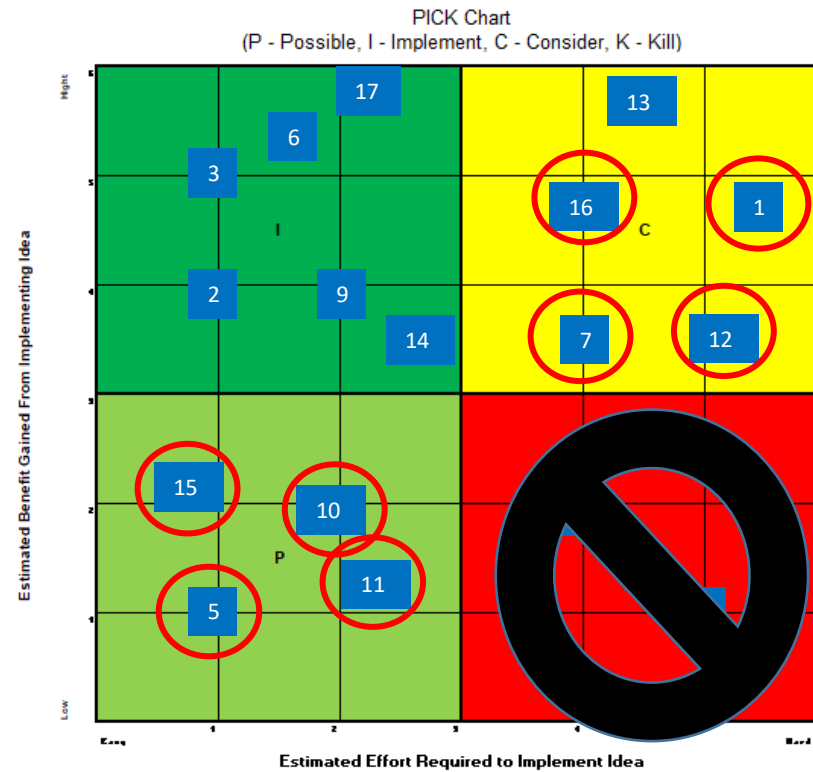 PICK Chart
(P - Possible, I - Implement, C - Consider, K - Kill)
Hight
17
13
6
3
16
1
I
C
2
9
14
7
12
Estimated Benefit Gained From Implementing Idea
15
10
P
11
5
Low
5
4
3
2
1
1
2
3
4
Hard
Estimated Effort Required to Implement Idea